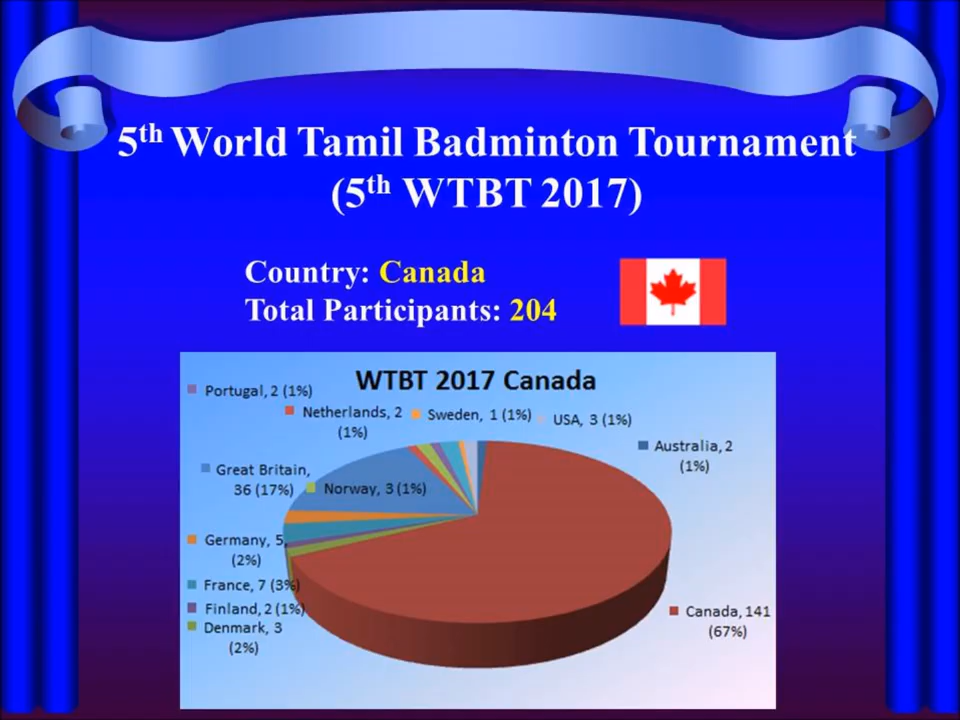 5th World Tamil Badminton Tournament
(5th WTBT 2017)
Country: Canada
Total Participants: 204
WTBT 2017 Canada
Portugal, 2 (1%)
Netherlands, 2
(1%)
Sweden, 1 (1%)
USA, 3 (1%)
Australia, 2
(1%)
Great Britain,
36 (17%)
Norway, 3 (1%)
Germany, 5,
(2%)
France, 7 (3%)
Finland, 2 (1%)
Denmark, 3
(2%)
Canada, 141
(67%)